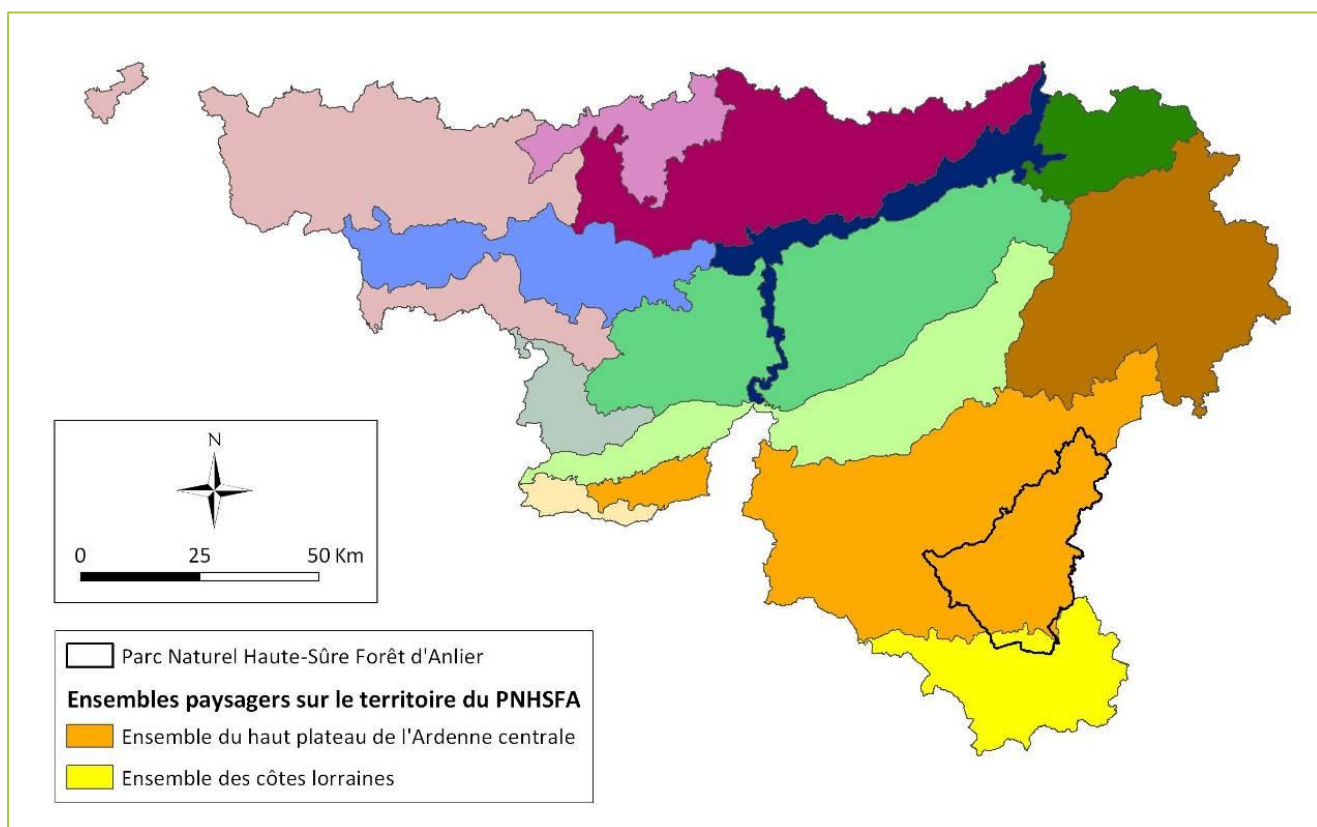 N
0 25 50 Km
Parc Naturel Haute-Sûre Forêt d'Anlier
Ensembles paysagers sur le territoire du PNHSFA
Ensemble du haut plateau de l'Ardenne centrale
Ensemble des côtes lorraines